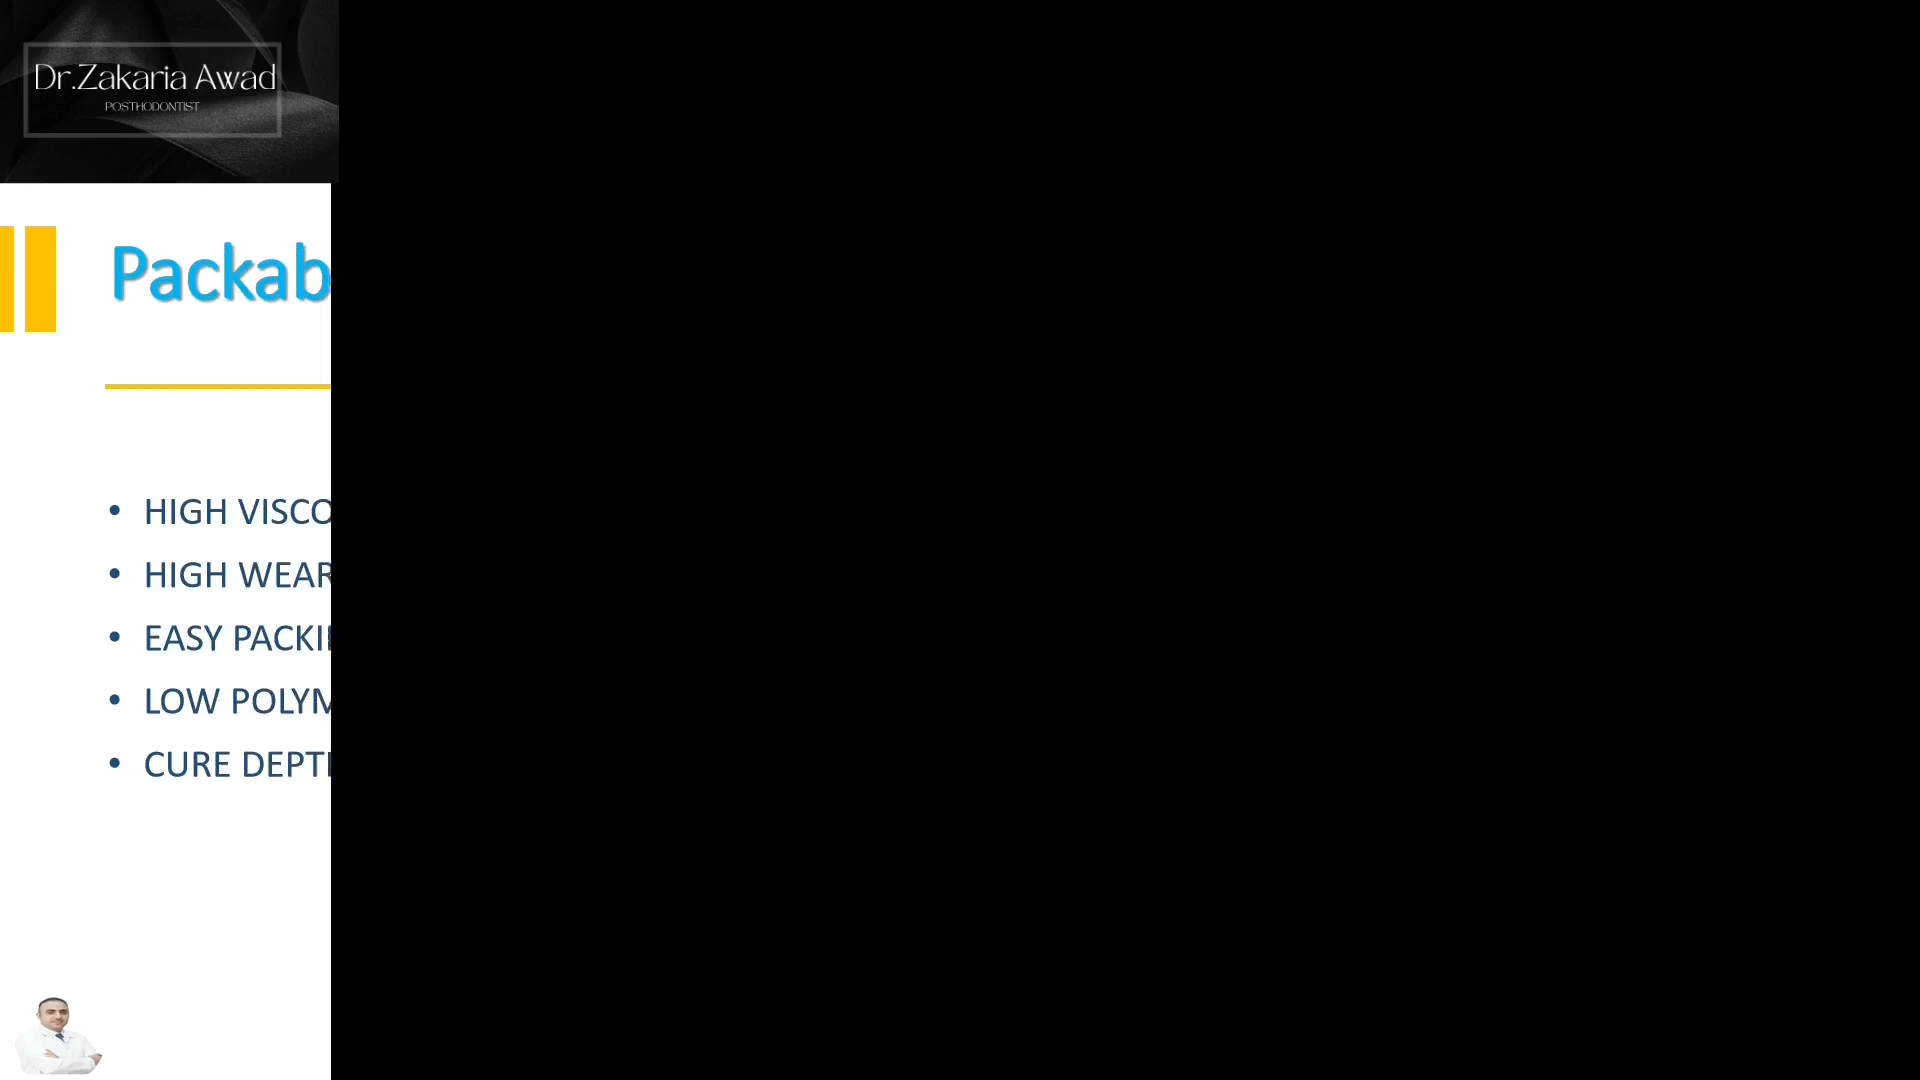 Dr.Zakaria Awad
POSTHODONTIST
Packab
• HIGH VISCO
• HIGH WEAR
• EASY PACKI
• LOW POLYM
• CURE DEPT